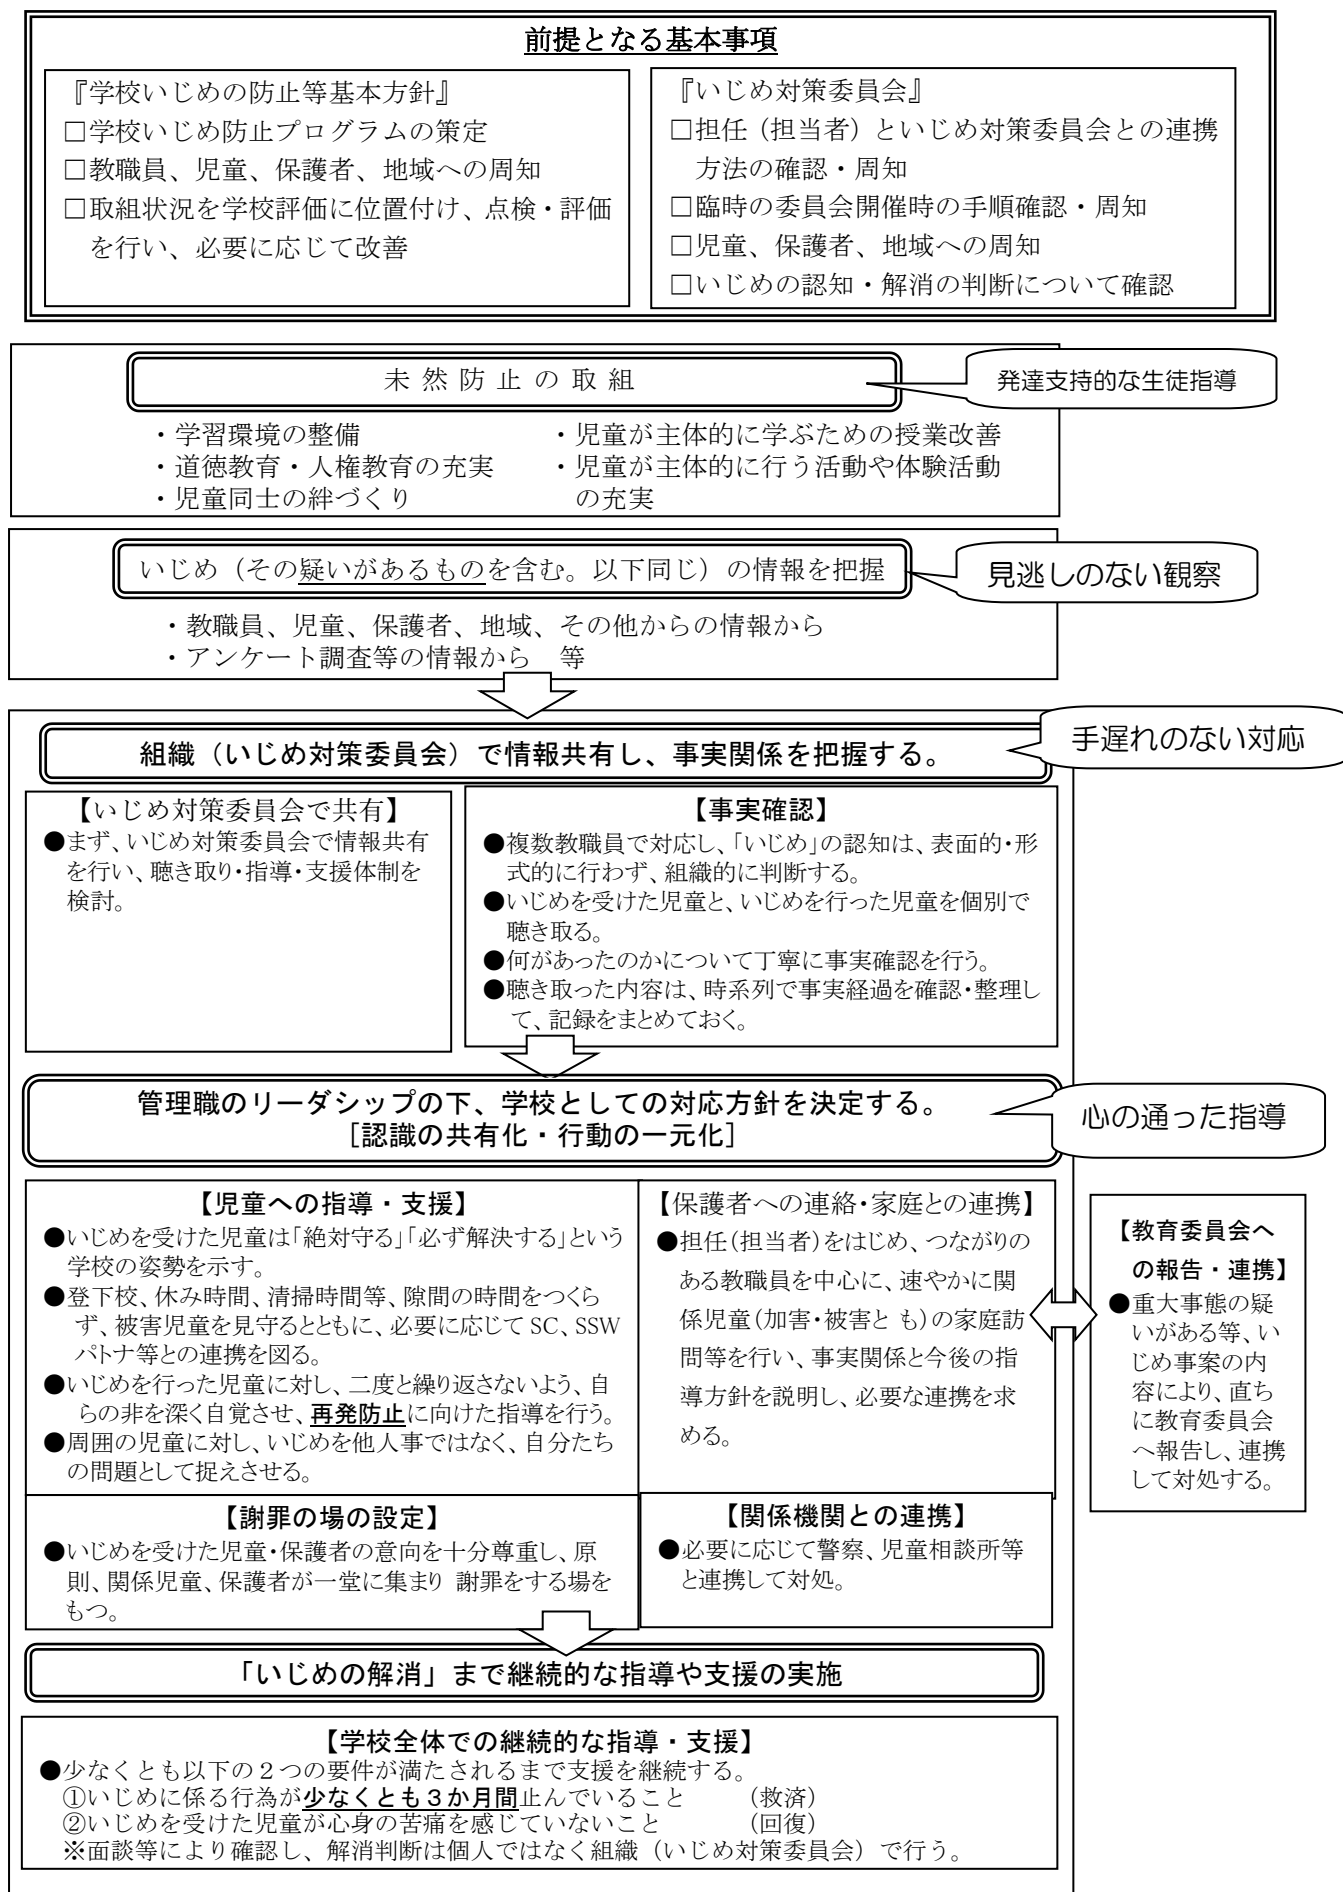 前提となる基本事項
『学校いじめの防止等基本方針』
□学校いじめ防止プログラムの策定
□教職員、児童、保護者、地域への周知
□取組状況を学校評価に位置付け、点検・評価
を行い、必要に応じて改善
『いじめ対策委員会』
□担任（担当者）といじめ対策委員会との連携
方法の確認・周知
□臨時の委員会開催時の手順確認・周知
□児童、保護者、地域への周知
□いじめの認知・解消の判断について確認
未然防止の取組
発達支持的な生徒指導
・学習環境の整備
・道徳教育・人権教育の充実
・児童同士の絆づくり
・児童が主体的に学ぶための授業改善
・児童が主体的に行う活動や体験活動
の充実
いじめ（その疑いがあるものを含む。以下同じ）の情報を把握
見逃しのない観察
・教職員、児童、保護者、地域、その他からの情報から
・アンケート調査等の情報から　等
組織（いじめ対策委員会）で情報共有し、事実関係を把握する。
手遅れのない対応
【いじめ対策委員会で共有】
●まず、いじめ対策委員会で情報共有
を行い、聴き取り・指導・支援体制を
検討。
【事実確認】
●複数教職員で対応し、「いじめ」の認知は、表面的・形
式的に行わず、組織的に判断する。
●いじめを受けた児童と、いじめを行った児童を個別で
聴き取る。
●何があったのかについて丁寧に事実確認を行う。
●聴き取った内容は、時系列で事実経過を確認・整理し
て、記録をまとめておく。
管理職のリーダシップの下、学校としての対応方針を決定する。
［認識の共有化・行動の一元化］
心の通った指導
【児童への指導・支援】
●いじめを受けた児童は「絶対守る」「必ず解決する」という
学校の姿勢を示す。
●登下校、休み時間、清掃時間等、隙間の時間をつくら
ず、被害児童を見守るとともに、必要に応じて SC、SSW
パトナ等との連携を図る。
●いじめを行った児童に対し、二度と繰り返さないよう、自
らの非を深く自覚させ、再発防止に向けた指導を行う。
●周囲の児童に対し、いじめを他人事ではなく、自分たち
の問題として捉えさせる。
【保護者への連絡・家庭との連携】
●担任（担当者）をはじめ、つながりの
ある教職員を中心に、速やかに関
係児童（加害・被害と も）の家庭訪
問等を行い、事実関係と今後の指
導方針を説明し、必要な連携を求
める。
【教育委員会へ
の報告・連携】
●重大事態の疑
いがある等、い
じめ事案の内
容により、直ち
に教育委員会
へ報告し、連携
して対処する。
【謝罪の場の設定】
●いじめを受けた児童・保護者の意向を十分尊重し、原
則、関係児童、保護者が一堂に集まり 謝罪をする場を
もつ。
【関係機関との連携】
●必要に応じて警察、児童相談所等
と連携して対処。
「いじめの解消」まで継続的な指導や支援の実施
【学校全体での継続的な指導・支援】
●少なくとも以下の２つの要件が満たされるまで支援を継続する。
①いじめに係る行為が少なくとも３か月間止んでいること　　（救済）
②いじめを受けた児童が心身の苦痛を感じていないこと　　（回復）
※面談等により確認し、解消判断は個人ではなく組織（いじめ対策委員会）で行う。